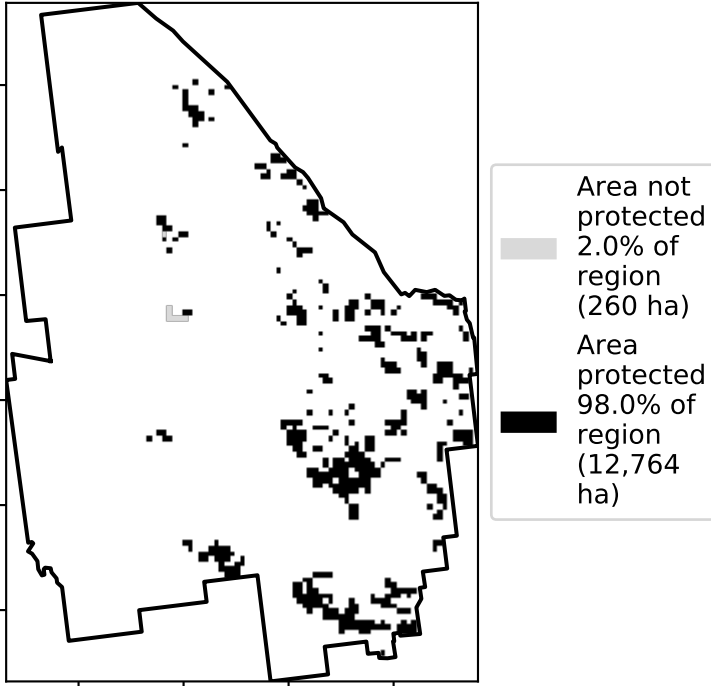 Area not
protected
2.0% of
region
(260 ha)
Area
protected
98.0% of
region
(12,764
ha)